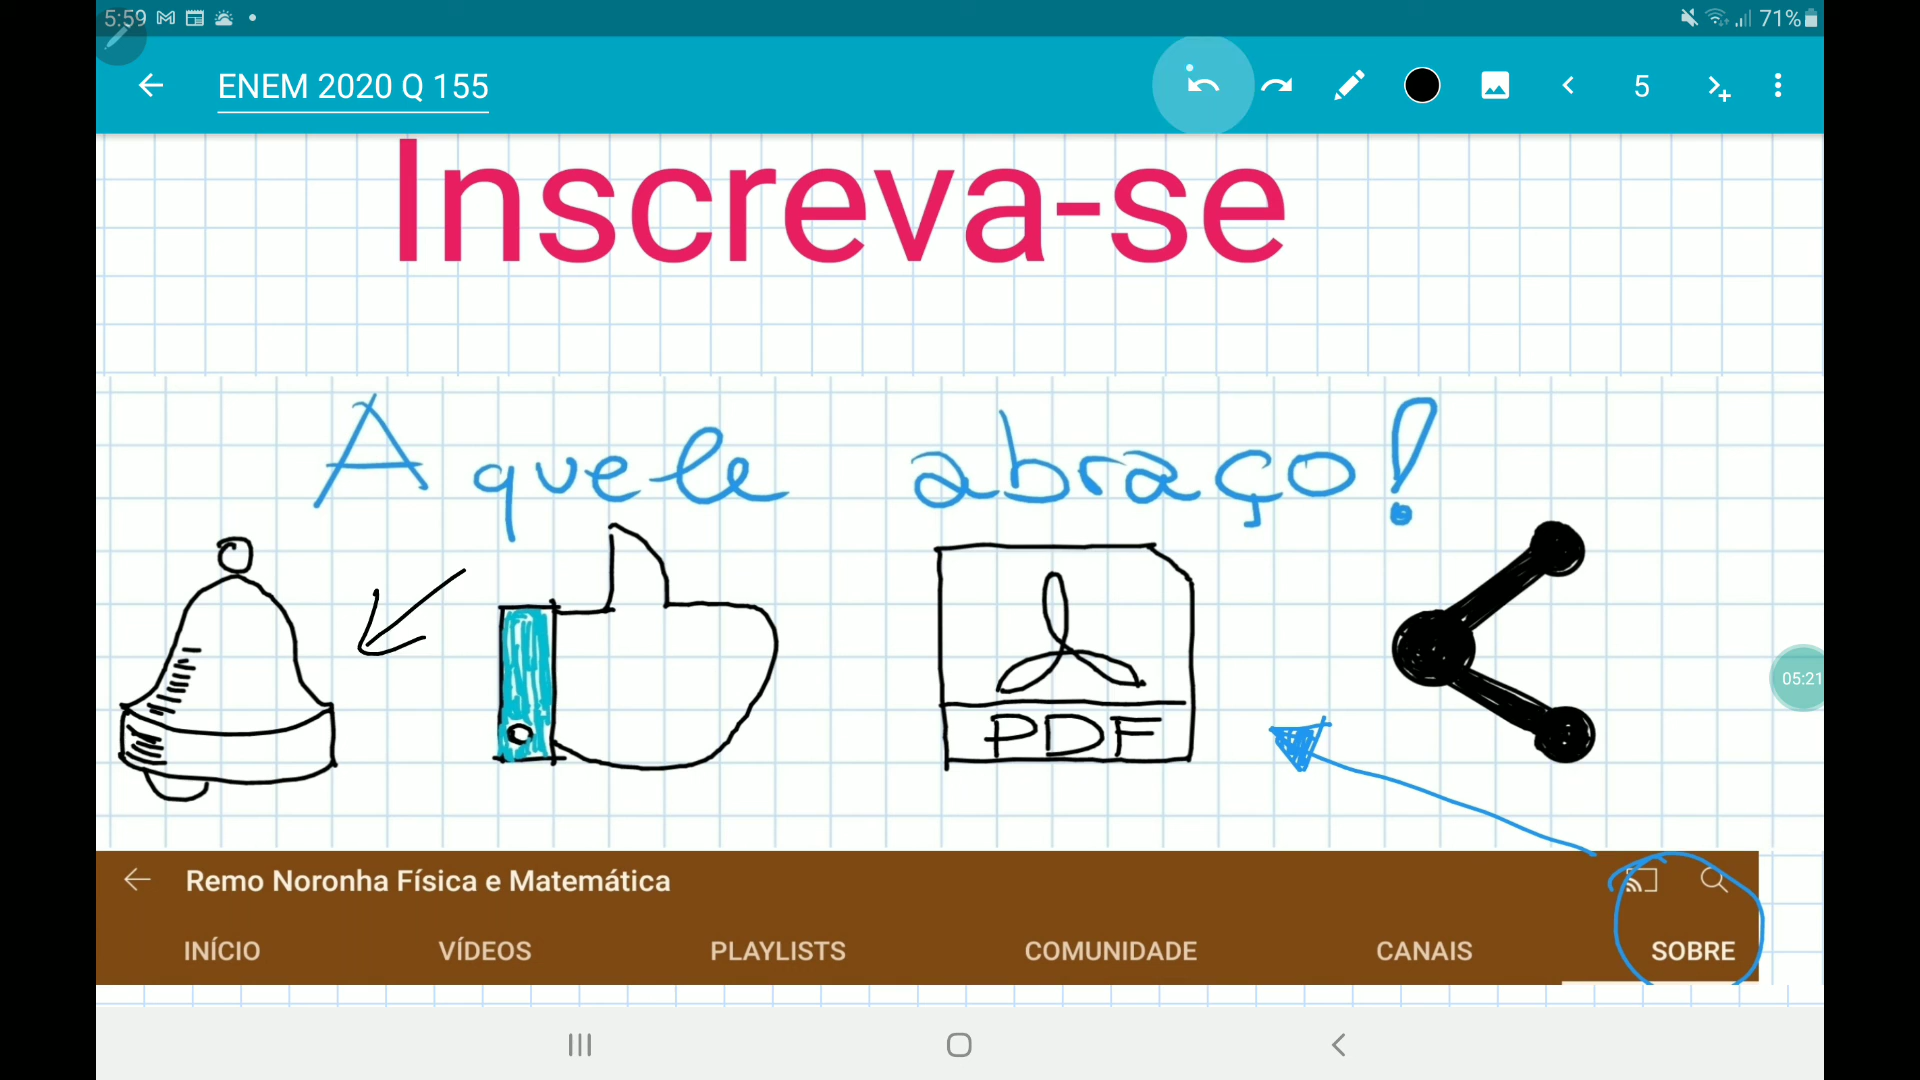 5:59 71%
ENEM 2020 Q 155 5
Inscreva-se
Aquele abraço!
PDF
05:21
Remo Noronha Física e Matemática
INÍCIO VÍDEOS PLAYLISTS COMUNIDADE CANAIS SOBRE